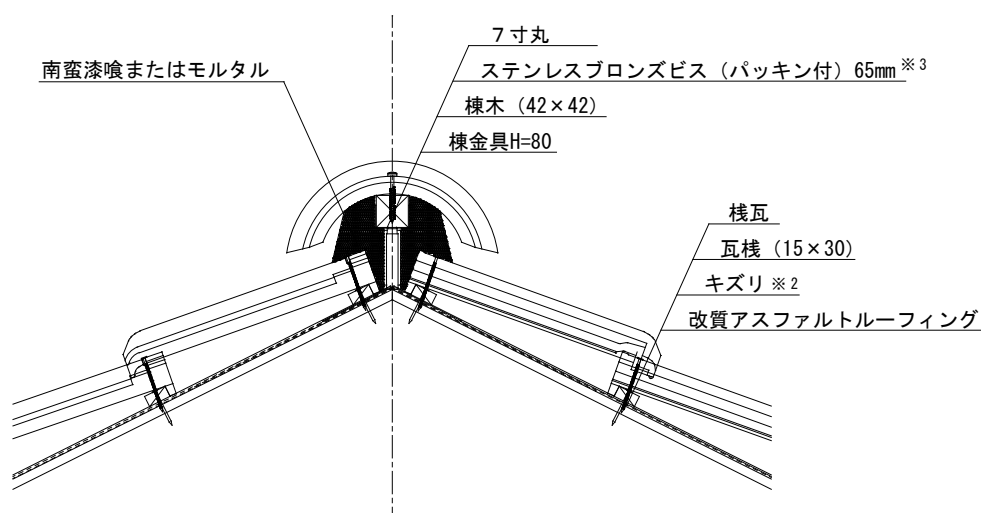 ７寸丸
南蛮漆喰またはモルタル
ステンレスブロンズビス（パッキン付）65mm※3
棟木（42×42）
棟金具H=80
桟瓦
瓦桟（15×30）
キズリ※2
改質アスファルトルーフィング